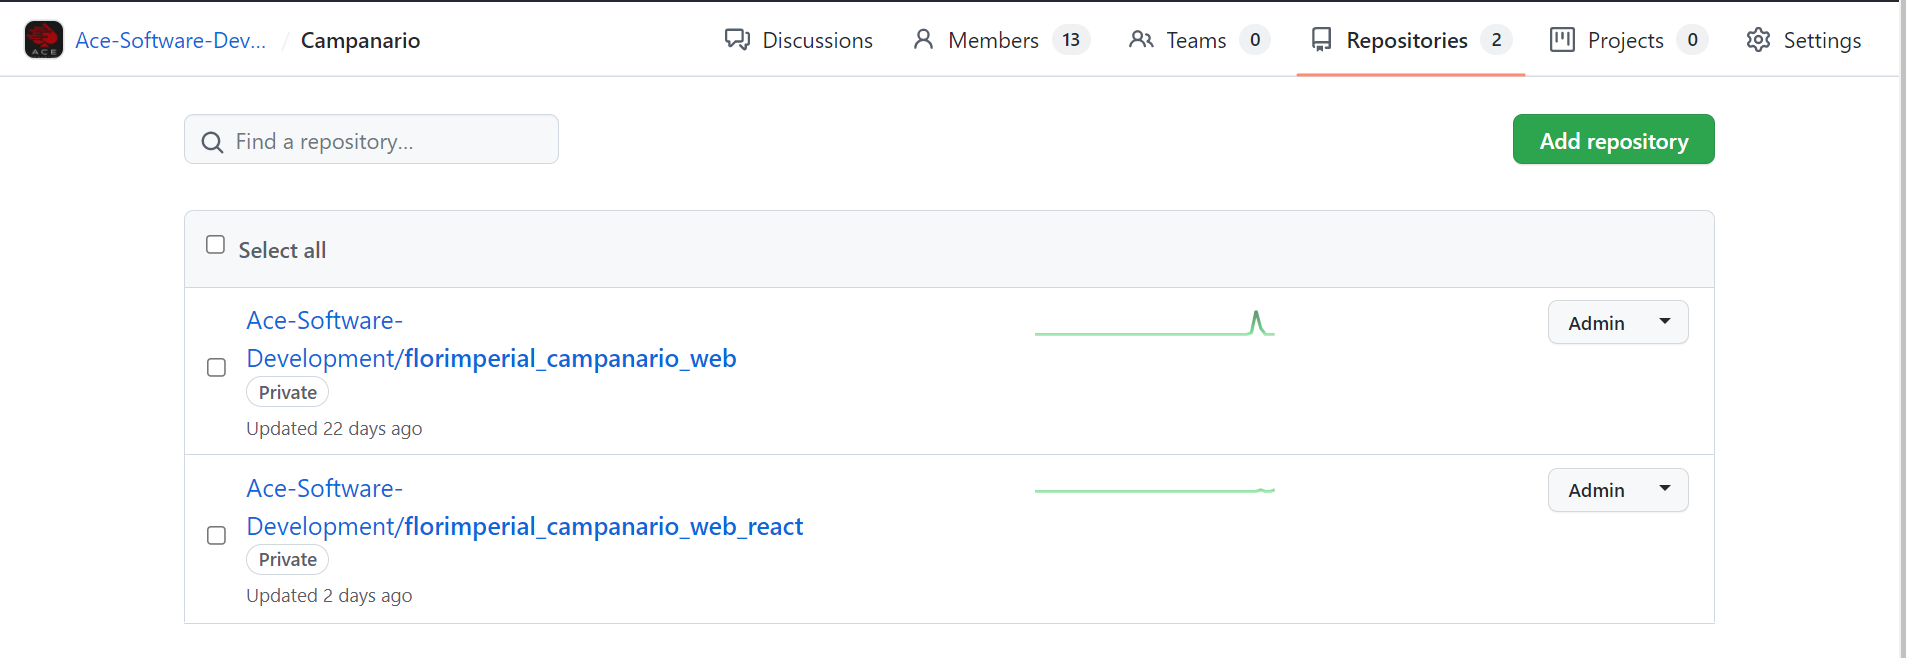 ACE
Ace-Software-Dev... / Campanario
Discussions
Members 13
Teams 0
Repositories 2
Projects 0
Settings
Find a repository...
Add repository
Select all
Ace-Software-
Development/florimperial_campanario_web
Private
Updated 22 days ago
Admin
Ace-Software-
Development/florimperial_campanario_web_react
Private
Updated 2 days ago
Admin